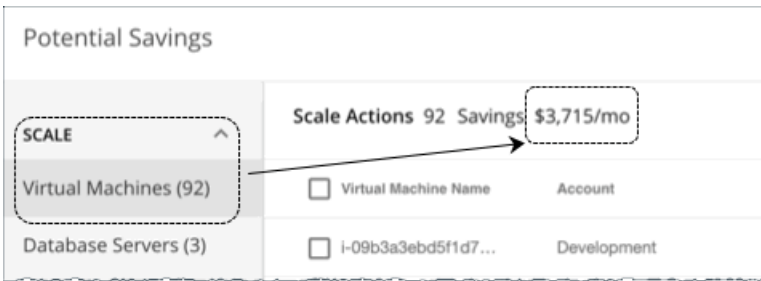 Potential Savings
SCALE
Virtual Machines (92)
Database Servers (3)
Scale Actions 92 Savings $3,715/mo
Virtual Machine Name Account
i-09b3a3ebd5f1d7... Development